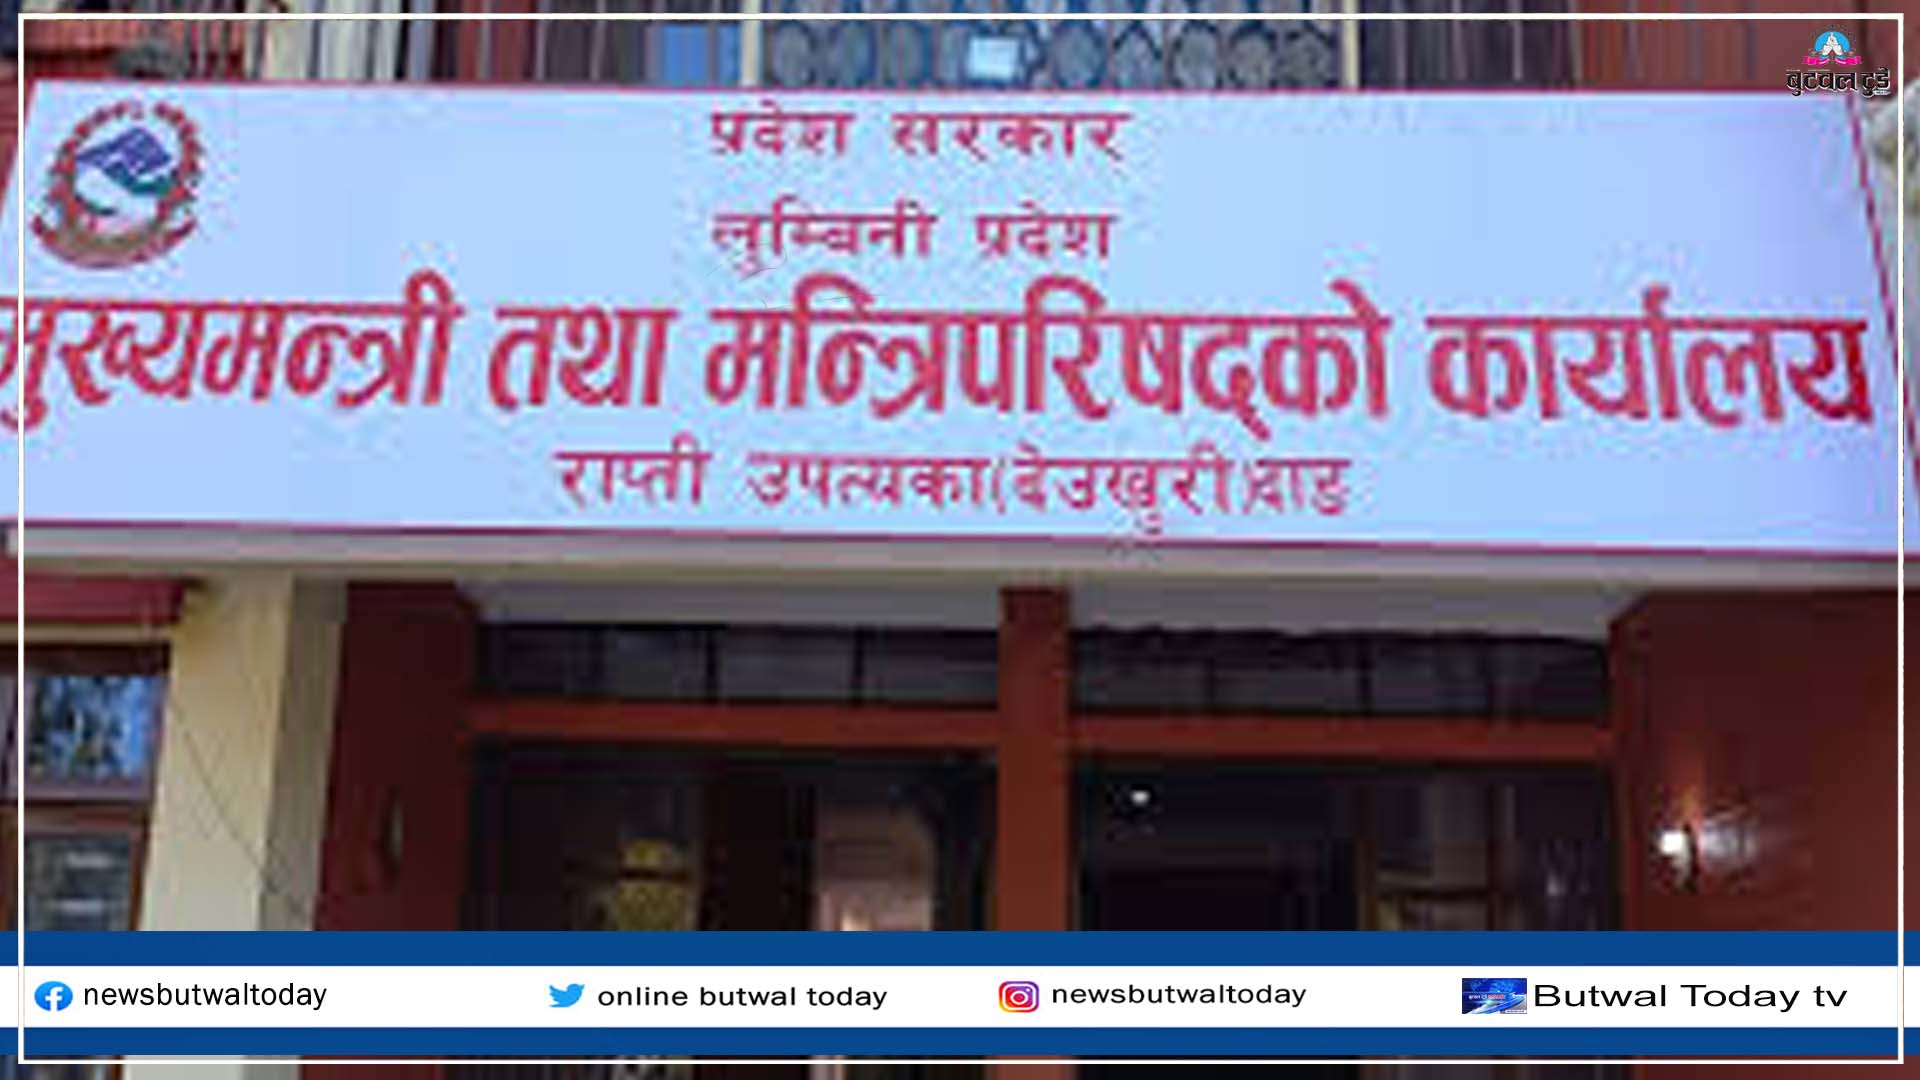 बुटवल टुडे
प्रदेश सरकार
लुम्बिनी प्रदेश
मुख्यमन्त्री तथा मन्त्रिपरिषद्को कार्यालय
राप्ती उपत्यका(देउखुरी)दाङ
newsbutwaltoday
online butwal today
newsbutwaltoday
Butwal Today tv